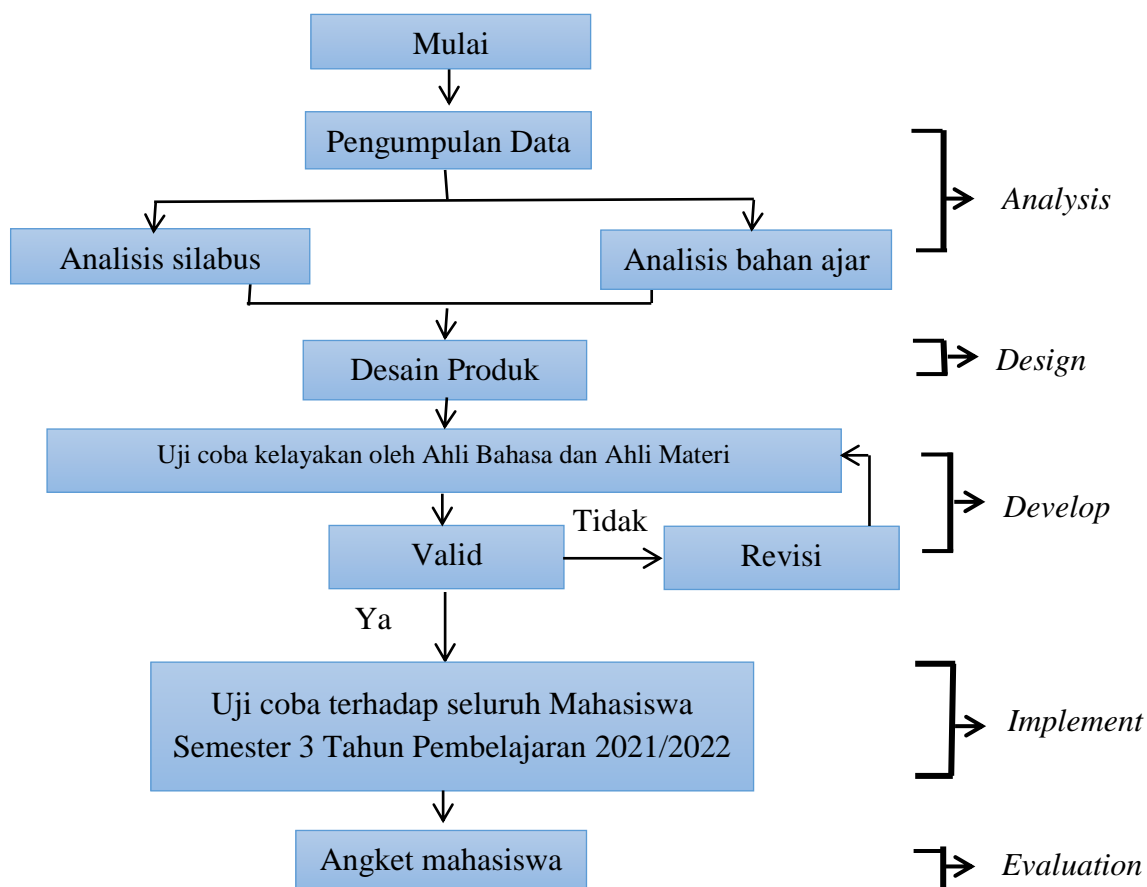 Mulai
Pengumpulan Data
Analysis
Analisis silabus
Analisis bahan ajar
Desain Produk
Design
Uji coba kelayakan oleh Ahli Bahasa dan Ahli Materi
Develop
Tidak
Valid
Revisi
Ya
Uji coba terhadap seluruh Mahasiswa
Semester 3 Tahun Pembelajaran 2021/2022
Implement
Angket mahasiswa
Evaluation